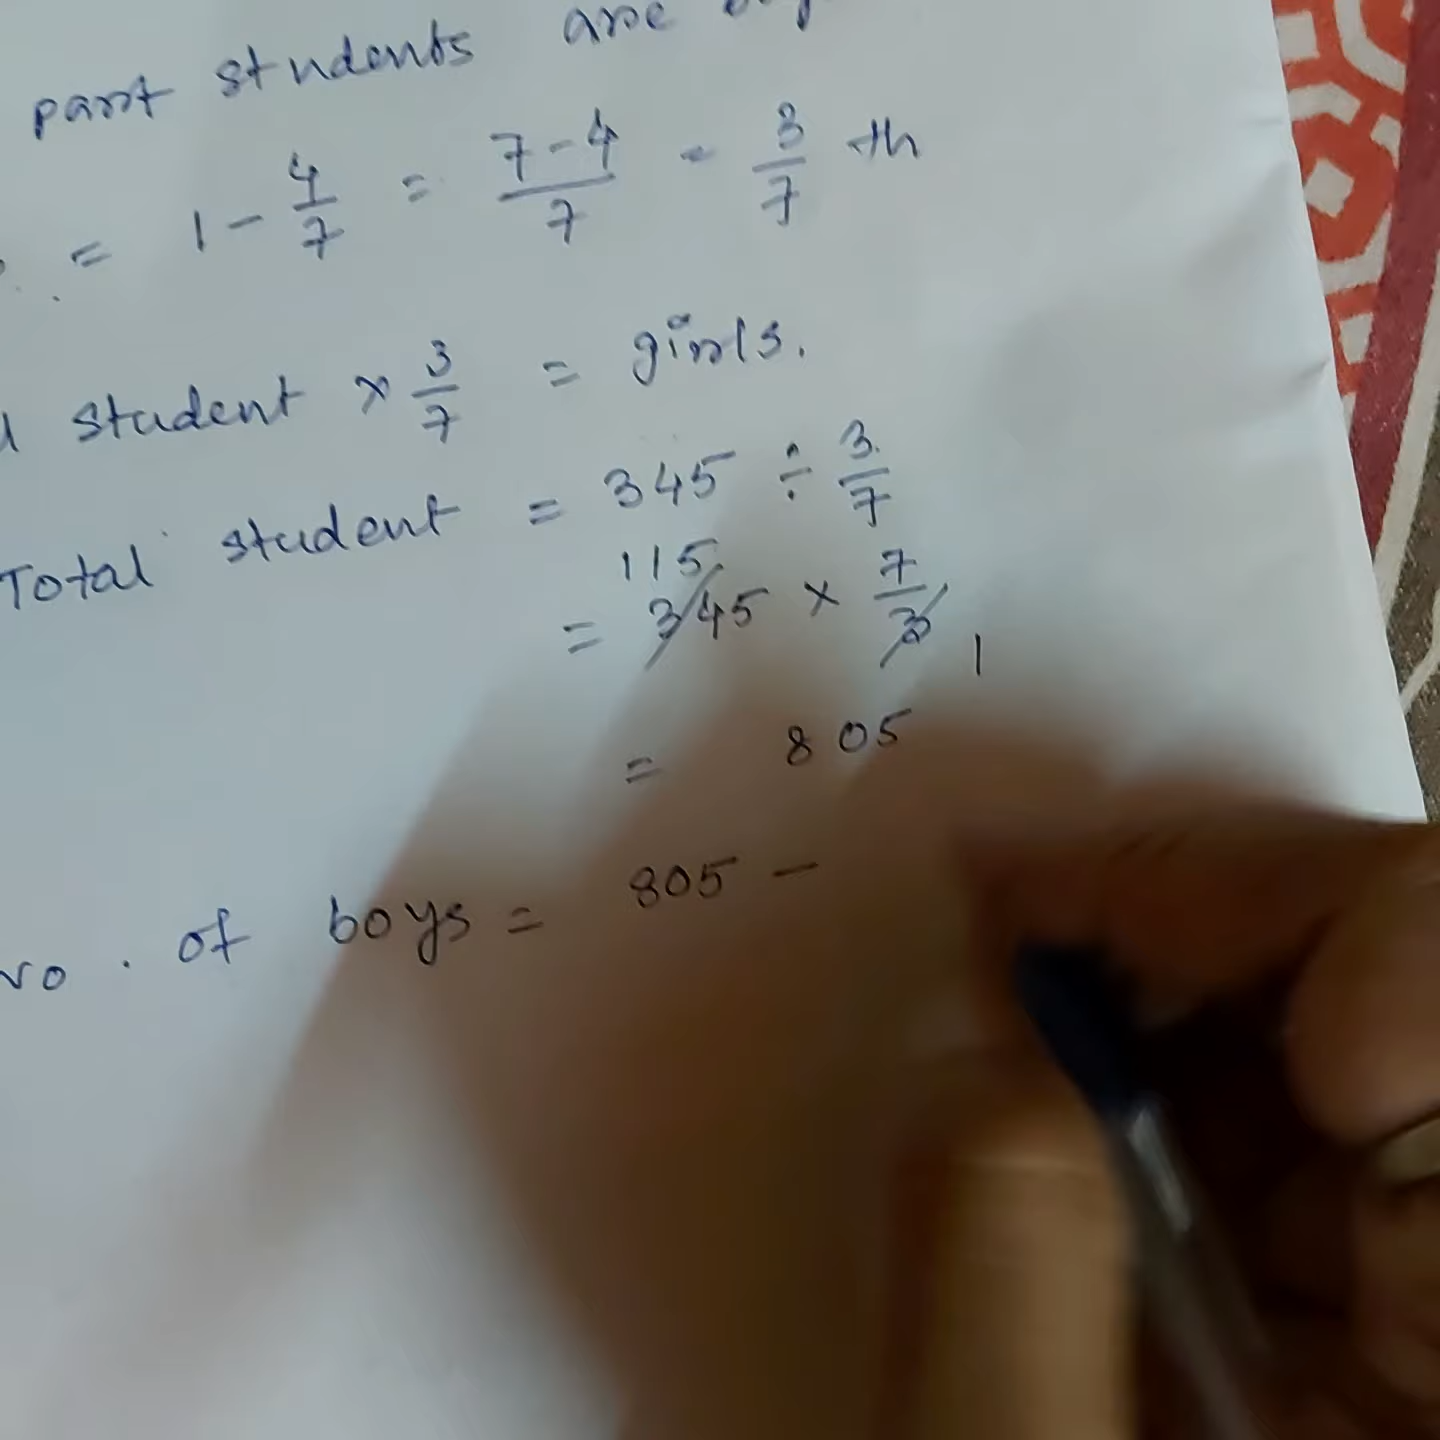 part students are
= 1 - 4/7 = 7-4/7 = 3/7 th
student × 3/7 = girls.
Total student = 345 ÷ 3/7
115
= 345 × 7/3 1
= 805
No. of boys = 805 -